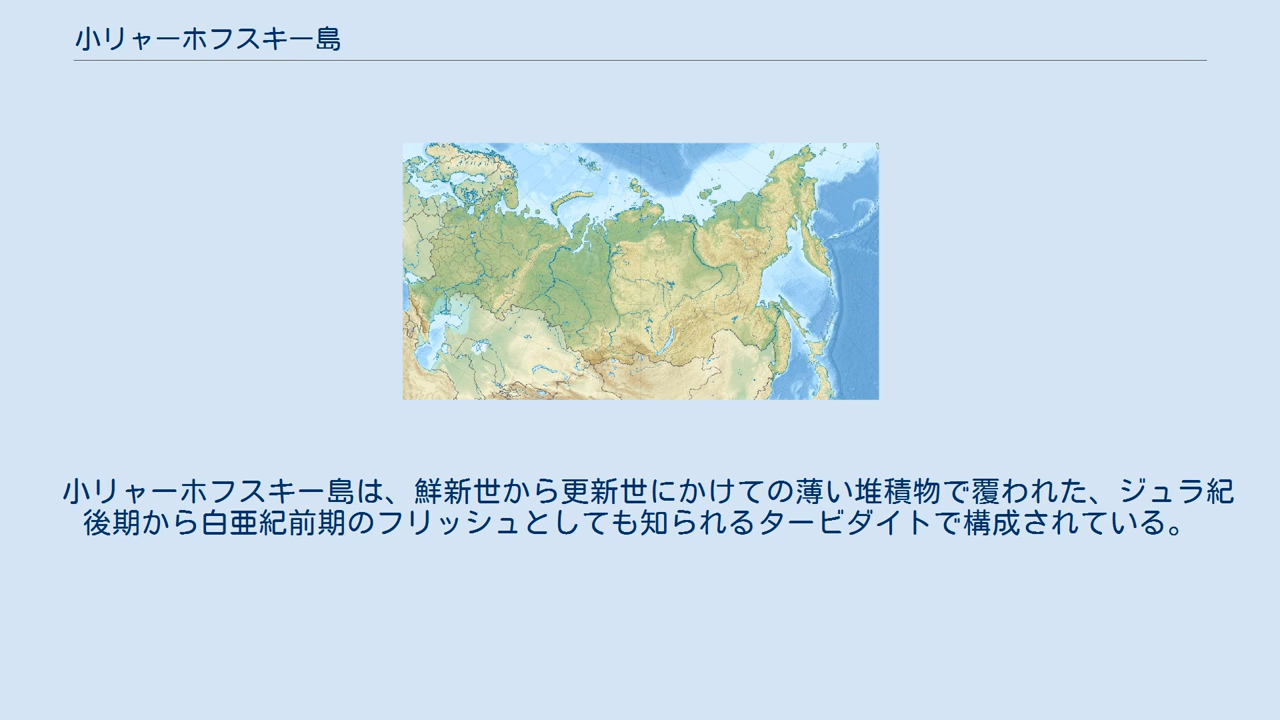 小リャーホフスキー島
小リャーホフスキー島は、鮮新世から更新世にかけての薄い堆積物で覆われた、ジュラ紀
後期から白亜紀前期のフリッシュとしても知られるタービダイトで構成されている。